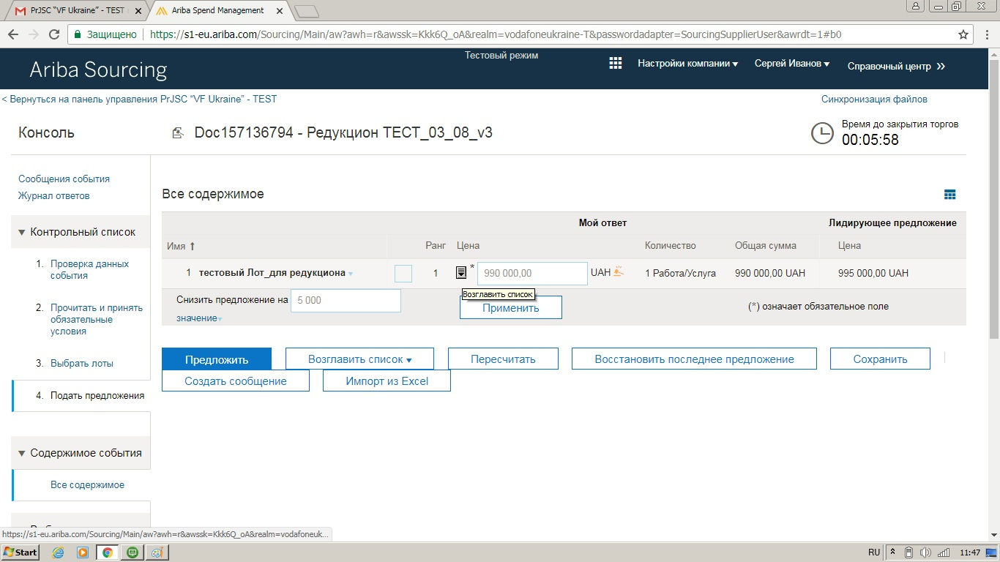 PrJSC “VF Ukraine” - TEST
Ariba Spend Management
Защищено
https://s1-eu.ariba.com/Sourcing/Main/aw?awh=r&awssk=Kkk6Q_oA&realm=vodafoneukraine-T&passwordadapter=SourcingSupplierUser&awrdt=1#b0
Ariba Sourcing
Тестовый режим
Настройки компании
Сергей Иванов
Справочный центр
< Вернуться на панель управления PrJSC “VF Ukraine” - TEST
Синхронизация файлов
Консоль
Doc157136794 - Редукцион ТЕСТ_03_08_v3
Время до закрытия торгов
00:05:58
Сообщения события
Журнал ответов
Контрольный список
1. Проверка данных
события
2. Прочитать и принять
обязательные
условия
3. Выбрать лоты
4. Подать предложения
Содержимое события
Все содержимое
Все содержимое
Мой ответ
Лидирующее предложение
Имя ↑ Ранг Цена Количество Общая сумма Цена
1 тестовый Лот_для редукциона 1 * 990 000,00 UAH 1 Работа/Услуга 990 000,00 UAH 995 000,00 UAH
Возглавить список
Снизить предложение на 5 000
значение
Применить
(*) означает обязательное поле
Предложить
Возглавить список
Пересчитать
Восстановить последнее предложение
Сохранить
Создать сообщение
Импорт из Excel
https://s1-eu.ariba.com/Sourcing/Main/aw?awh=r&awssk=Kkk6Q_oA&realm=vodafoneuk...
Start
RU
11:47